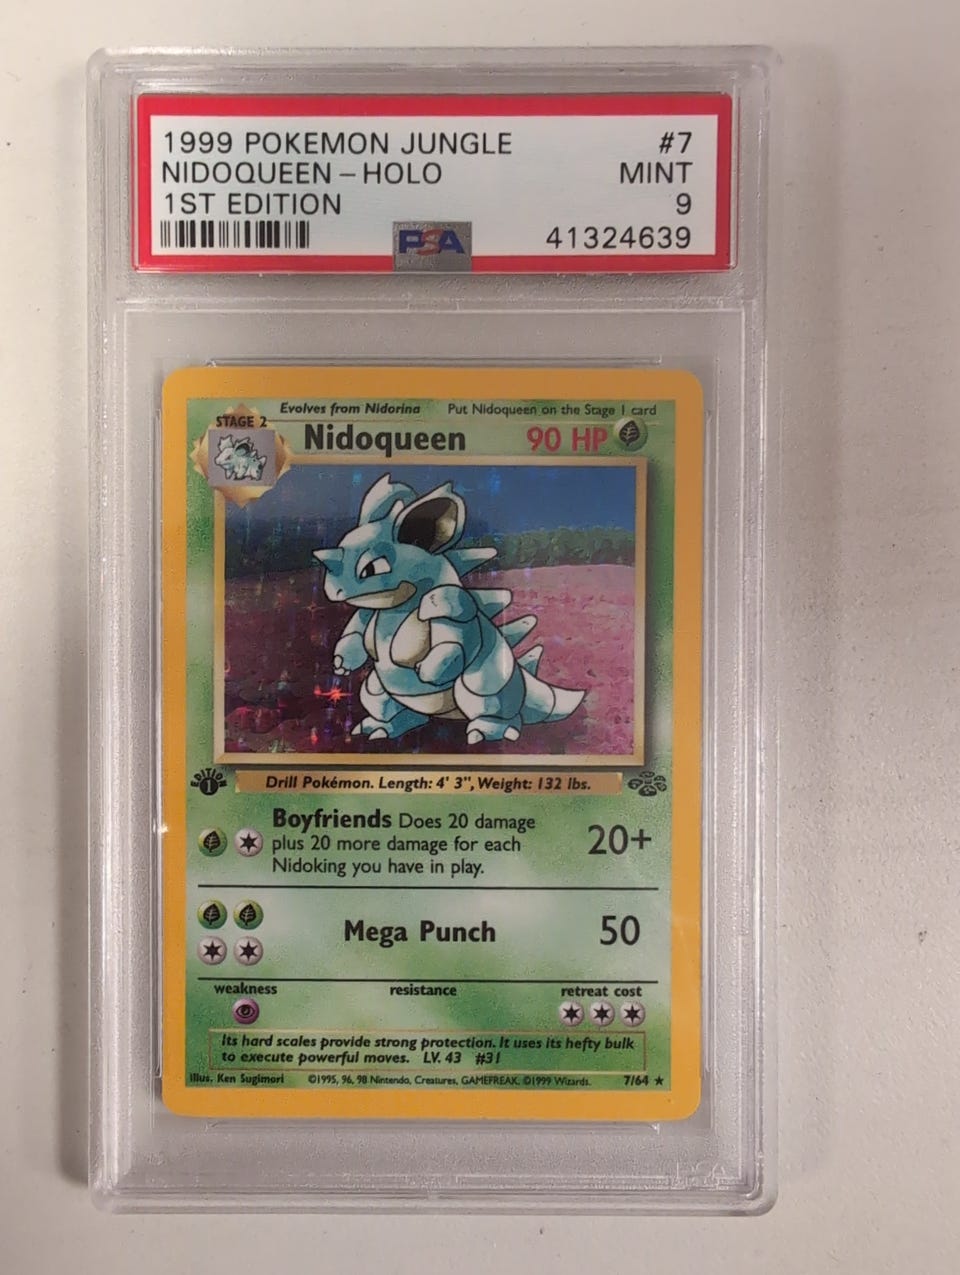 1999 POKEMON JUNGLE #7
NIDOQUEEN – HOLO MINT
1ST EDITION 9
PSA 41324639
Evolves from Nidorina Put Nidoqueen on the Stage 1 card
STAGE 2
Nidoqueen 90 HP
EDITION
1
Drill Pokémon. Length: 4' 3", Weight: 132 lbs.
Boyfriends Does 20 damage
plus 20 more damage for each
Nidoking you have in play.
20+
Mega Punch 50
weakness resistance retreat cost
Its hard scales provide strong protection. It uses its hefty bulk
to execute powerful moves. LV. 43 #31
Illus. Ken Sugimori ©1995, 96, 98 Nintendo, Creatures, GAMEFREAK. ©1999 Wizards. 7/64 ★